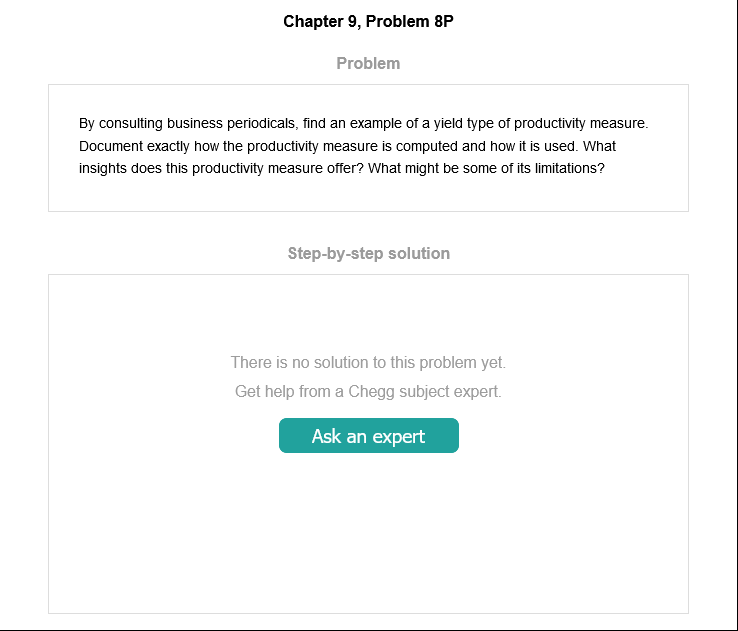 Chapter 9, Problem 8P
Problem
By consulting business periodicals, find an example of a yield type of productivity measure.
Document exactly how the productivity measure is computed and how it is used. What
insights does this productivity measure offer? What might be some of its limitations?
Step-by-step solution
There is no solution to this problem yet.
Get help from a Chegg subject expert.
Ask an expert